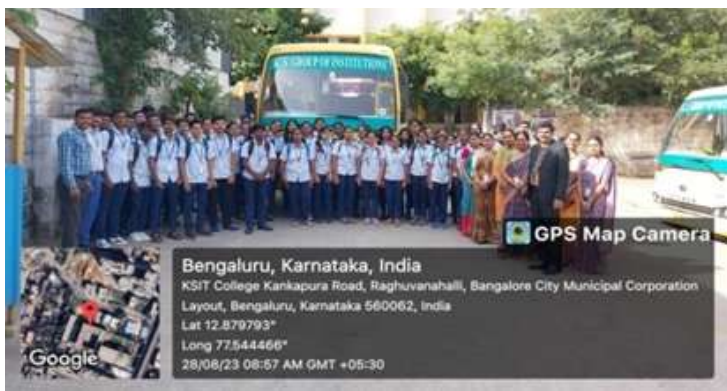 K.S. GROUP OF INSTITUTIONS
GPS Map Camera
Bengaluru, Karnataka, India
KSIT College Kankapura Road, Raghuvanahalli, Bangalore City Municipal Corporation
Layout, Bengaluru, Karnataka 560062, India
Lat 12.879793°
Long 77.544466°
28/08/23 08:57 AM GMT +05:30
Google